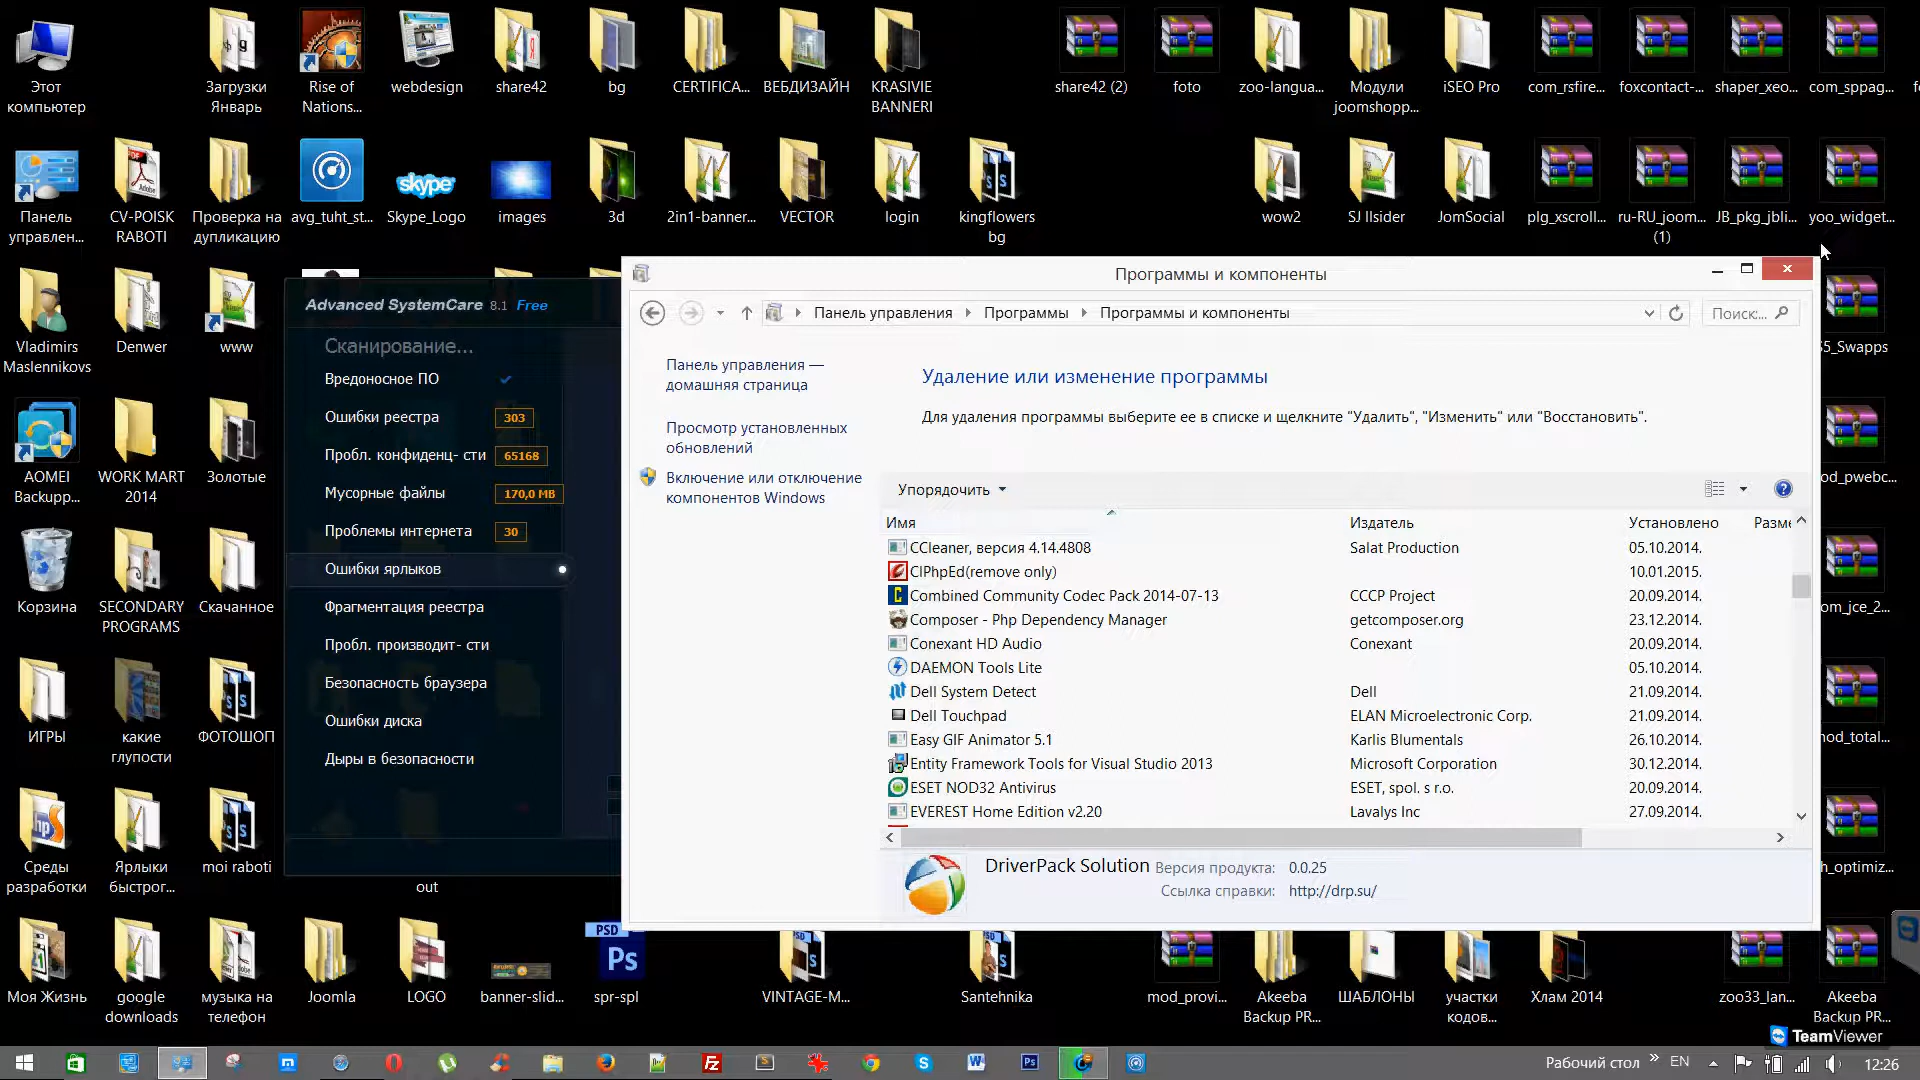 Этот
компьютер
Загрузки
Январь
Rise of
Nations...
webdesign
share42
bg
CERTIFICA...
ВЕБДИЗАЙН
KRASIVIE
BANNERI
share42 (2)
foto
zoo-langua...
Модули
joomshopp...
iSEO Pro
com_rsfire...
foxcontact-...
shaper_xeo...
com_sppag...
Панель
управлен...
CV-POISK
RABOTI
Проверка на
дупликацию
avg_tuht_st...
Skype_Logo
images
3d
2in1-banner...
VECTOR
login
kingflowers
bg
wow2
SJ IIsider
JomSocial
plg_xscroll...
ru-RU_joom...
(1)
JB_pkg_jbli...
yoo_widget...
Vladimirs
Maslennikovs
Denwer
www
AOMEI
Backupp...
WORK MART
2014
Золотые
Корзина
SECONDARY
PROGRAMS
Скачанное
ИГРЫ
какие
глупости
ФОТОШОП
Среды
разработки
Ярлыки
быстрог...
moi raboti
out
Advanced SystemCare 8.1 Free
Сканирование...
Вредоносное ПО
Ошибки реестра 303
Пробл. конфиденц- сти 65168
Мусорные файлы 170,0 MB
Проблемы интернета 30
Ошибки ярлыков
Фрагментация реестра
Пробл. производит- сти
Безопасность браузера
Ошибки диска
Дыры в безопасности
Программы и компоненты
Панель управления Программы Программы и компоненты
Поиск:...
Панель управления —
домашняя страница
Просмотр установленных
обновлений
Включение или отключение
компонентов Windows
Удаление или изменение программы
Для удаления программы выберите ее в списке и щелкните "Удалить", "Изменить" или "Восстановить".
Упорядочить
Имя Издатель Установлено Разме
CCleaner, версия 4.14.4808 Salat Production 05.10.2014.
ClPhpEd(remove only) 10.01.2015.
Combined Community Codec Pack 2014-07-13 CCCP Project 20.09.2014.
Composer - Php Dependency Manager getcomposer.org 23.12.2014.
Conexant HD Audio Conexant 20.09.2014.
DAEMON Tools Lite 05.10.2014.
Dell System Detect Dell 21.09.2014.
Dell Touchpad ELAN Microelectronic Corp. 21.09.2014.
Easy GIF Animator 5.1 Karlis Blumentals 26.10.2014.
Entity Framework Tools for Visual Studio 2013 Microsoft Corporation 30.12.2014.
ESET NOD32 Antivirus ESET, spol. s r.o. 20.09.2014.
EVEREST Home Edition v2.20 Lavalys Inc 27.09.2014.
DriverPack Solution Версия продукта: 0.0.25
Ссылка справки: http://drp.su/
5_Swapps
od_pwebc...
om_jce_2...
nod_total...
h_optimiz...
Моя Жизнь
google
downloads
музыка на
телефон
Joomla
LOGO
banner-slid...
PSD
Ps
spr-spl
VINTAGE-M...
Santehnika
mod_provi...
Akeeba
Backup PR...
ШАБЛОНЫ
участки
кодов...
Хлам 2014
zoo33_lan...
Akeeba
Backup PR...
TeamViewer
Рабочий стол » EN 12:26